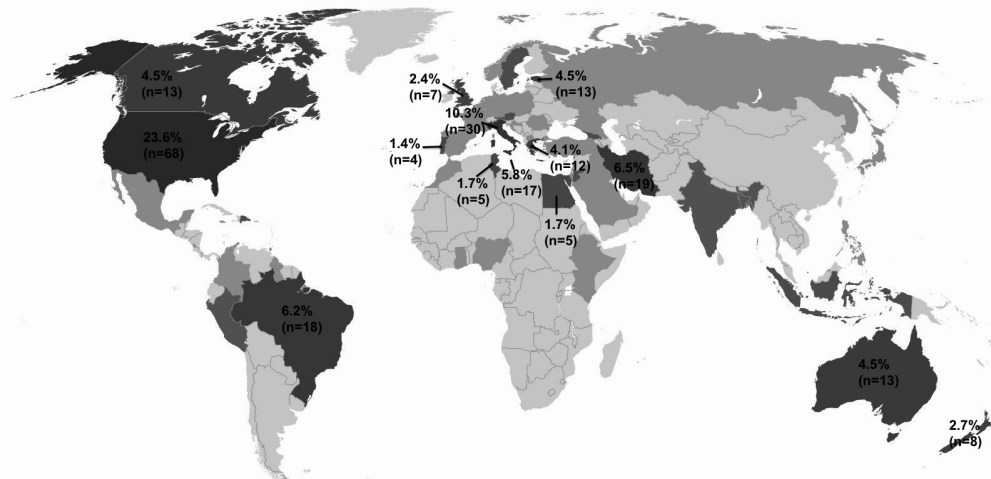 4.5%
(n=13)
23.6%
(n=68)
6.2%
(n=18)
2.4%
(n=7)
4.5%
(n=13)
10.3%
(n=30)
1.4%
(n=4)
4.1%
(n=12)
1.7%
(n=5)
5.8%
(n=17)
1.7%
(n=5)
6.5%
(n=19)
4.5%
(n=13)
2.7%
(n=8)